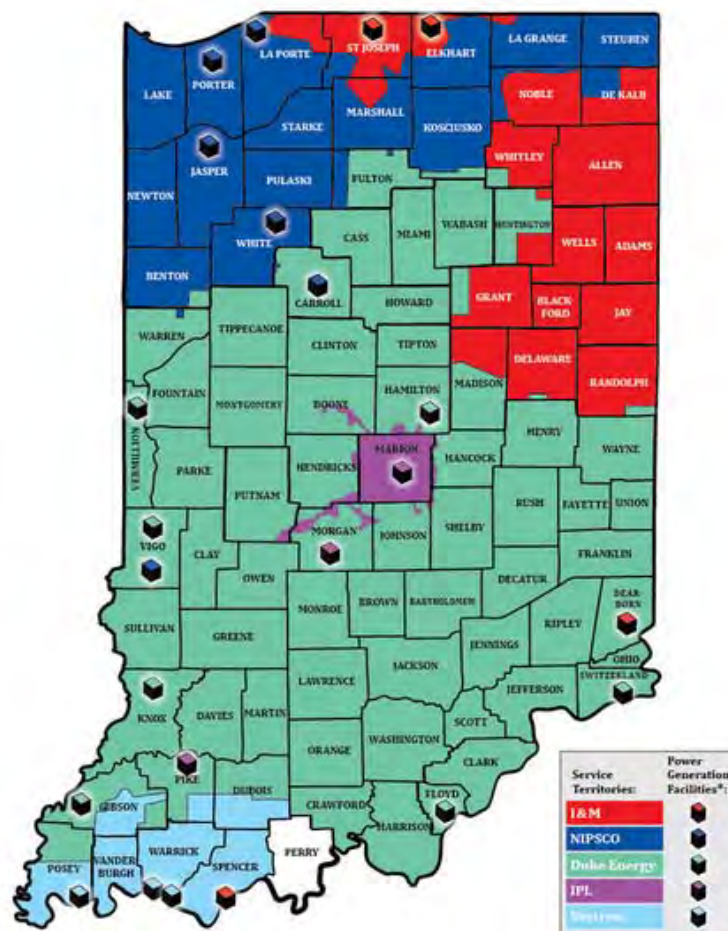 LA PORTE
ST JOSEPH
ELKHART
LA GRANGE
STEUBEN
LAKE
PORTER
NOBLE
DE KALB
MARSHALL
STARKE
KOSCIUSKO
WHITLEY
ALLEN
JASPER
NEWTON
PULASKI
FULTON
WABASH
HUNTINGTON
MIAMI
CASS
WHITE
WELLS
ADAMS
BENTON
CARROLL
GRANT
BLACK-
FORD
JAY
HOWARD
WARREN
TIPPECANOE
CLINTON
TIPTON
DELAWARE
RANDOLPH
FOUNTAIN
MONTGOMERY
BOONE
HAMILTON
MADISON
HENRY
WAYNE
VERMILLION
PARKE
PUTNAM
HENDRICKS
MARION
HANCOCK
RUSH
FAYETTE
UNION
VIGO
CLAY
OWEN
MORGAN
JOHNSON
SHELBY
FRANKLIN
DECATUR
DEAR-
BORN
SULLIVAN
GREENE
MONROE
BROWN
BARTHOLOMEW
JENNINGS
RIPLEY
OHIO
SWITZERLAND
JACKSON
JEFFERSON
LAWRENCE
KNOX
DAVIES
MARTIN
SCOTT
WASHINGTON
ORANGE
CLARK
PIKE
DUBOIS
GIBSON
CRAWFORD
FLOYD
HARRISON
POSEY
VANDER
BURGH
WARRICK
SPENCER
PERRY
Service
Territories:
Power
Generation
Facilities*:
I&M
NIPSCO
Duke Energy
IPL
Vectren